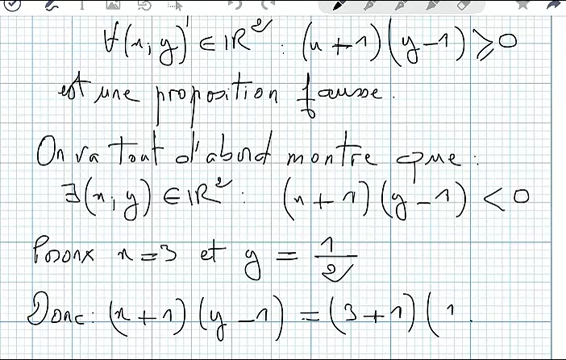 ∀(x, y) ∈ ℝ² : (x + 1)(y - 1) ≥ 0
est une proposition fausse.
On va tout d'abord montre que :
∃(x, y) ∈ ℝ² : (x + 1)(y - 1) < 0
Posons x = 3 et y = 1/2
Donc : (x + 1)(y - 1) = (3 + 1)(1